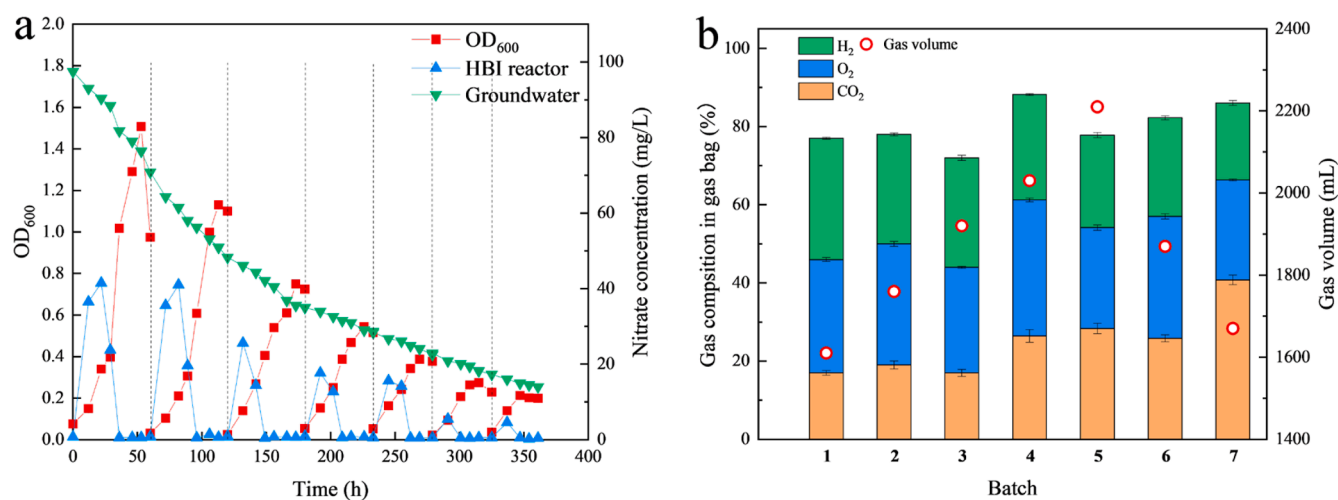 a
OD600
HBI reactor
Groundwater
1.8
1.6
1.4
1.2
1.0
0.8
0.6
0.4
0.2
0.0
OD600
100
80
60
40
20
0
Nitrate concentration (mg/L)
0 50 100 150 200 250 300 350 400
Time (h)
b
H2 Gas volume
O2
CO2
100
80
60
40
20
0
Gas compsition in gas bag (%)
2400
2200
2000
1800
1600
1400
Gas volume (mL)
1 2 3 4 5 6 7
Batch